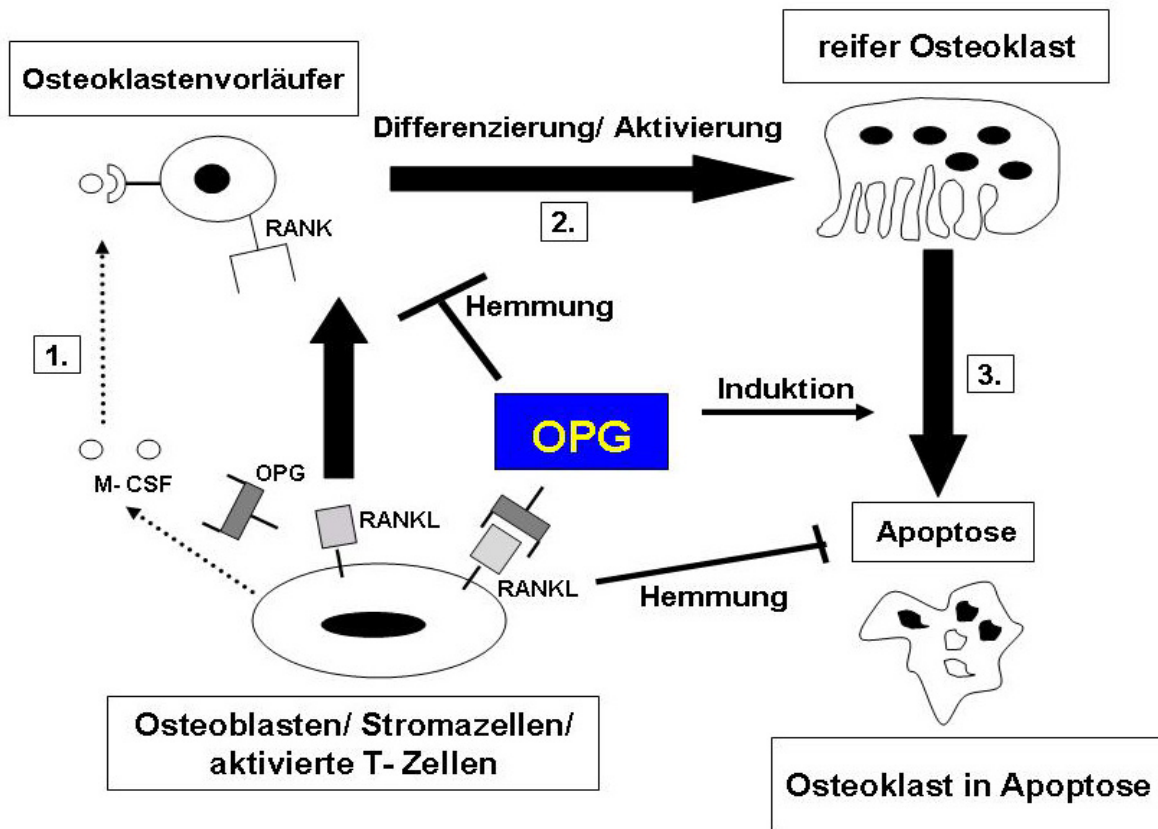 reifer Osteoklast
Osteoklastenvorläufer
Differenzierung/ Aktivierung
2.
RANK
Hemmung
1.
3.
Induktion
OPG
OPG
M- CSF
RANKL
Apoptose
RANKL
Hemmung
Osteoblasten/ Stromazellen/
aktivierte T- Zellen
Osteoklast in Apoptose